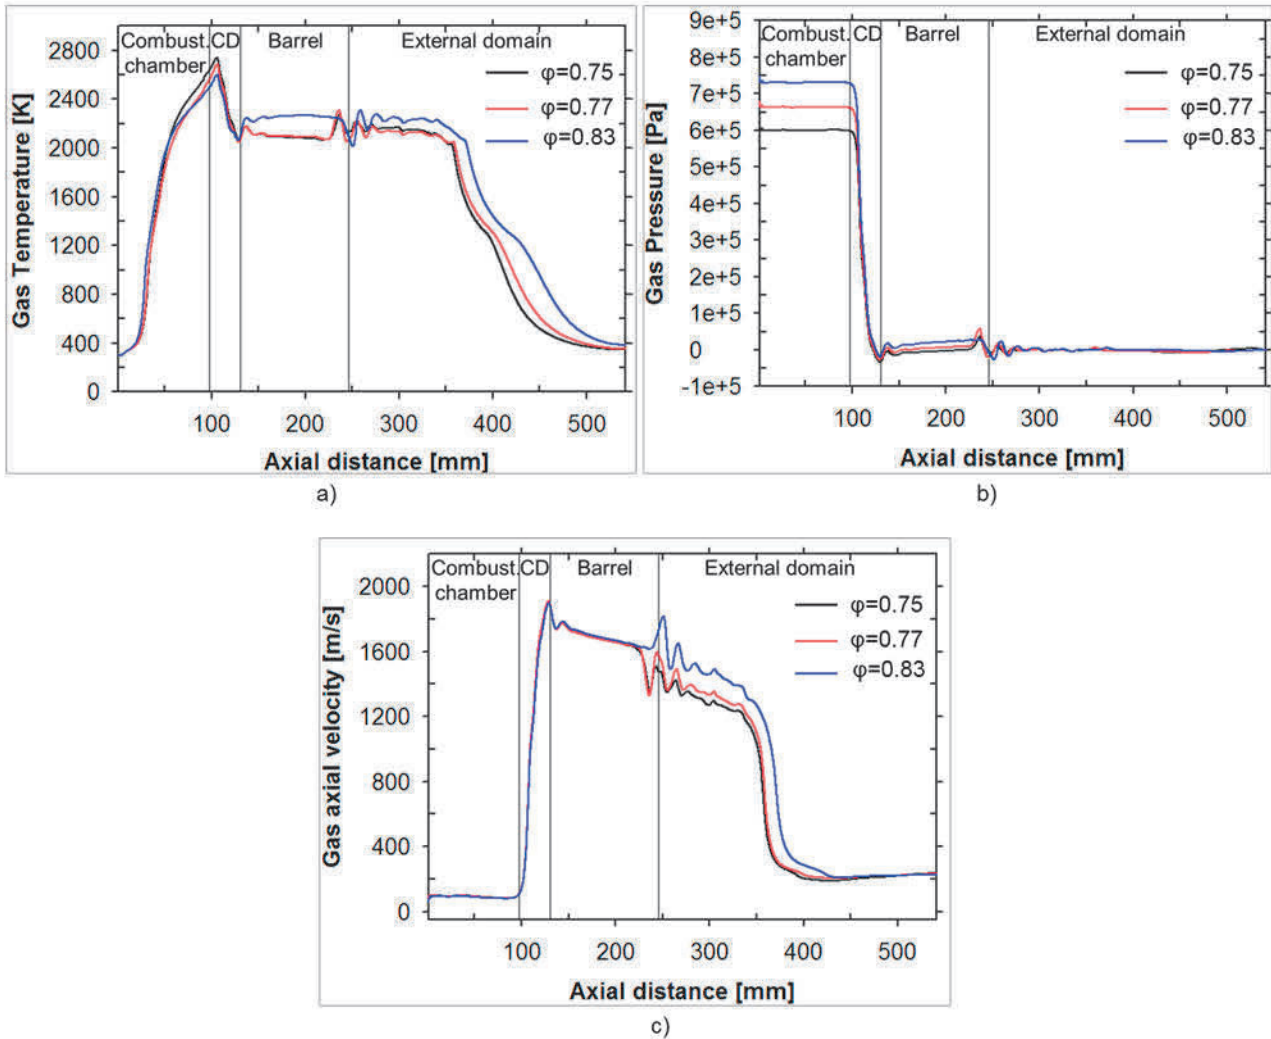 Combust. CD Barrel External domain
chamber
φ=0.75
φ=0.77
φ=0.83
2800
2400
2000
1600
1200
800
400
0
Gas Temperature [K]
100 200 300 400 500
Axial distance [mm]
a)
Combust. CD Barrel External domain
chamber
φ=0.75
φ=0.77
φ=0.83
9e+5
8e+5
7e+5
6e+5
5e+5
4e+5
3e+5
2e+5
1e+5
0
-1e+5
Gas Pressure [Pa]
100 200 300 400 500
Axial distance [mm]
b)
Combust. CD Barrel External domain
chamber
φ=0.75
φ=0.77
φ=0.83
2000
1600
1200
800
400
0
Gas axial velocity [m/s]
100 200 300 400 500
Axial distance [mm]
c)